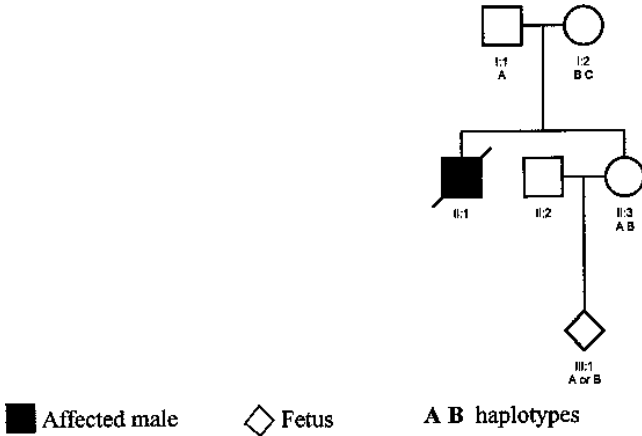 I:1
I:2
A
B C
II:1
II:2
II:3
A B
III:1
A or B
Affected male
Fetus
A B haplotypes